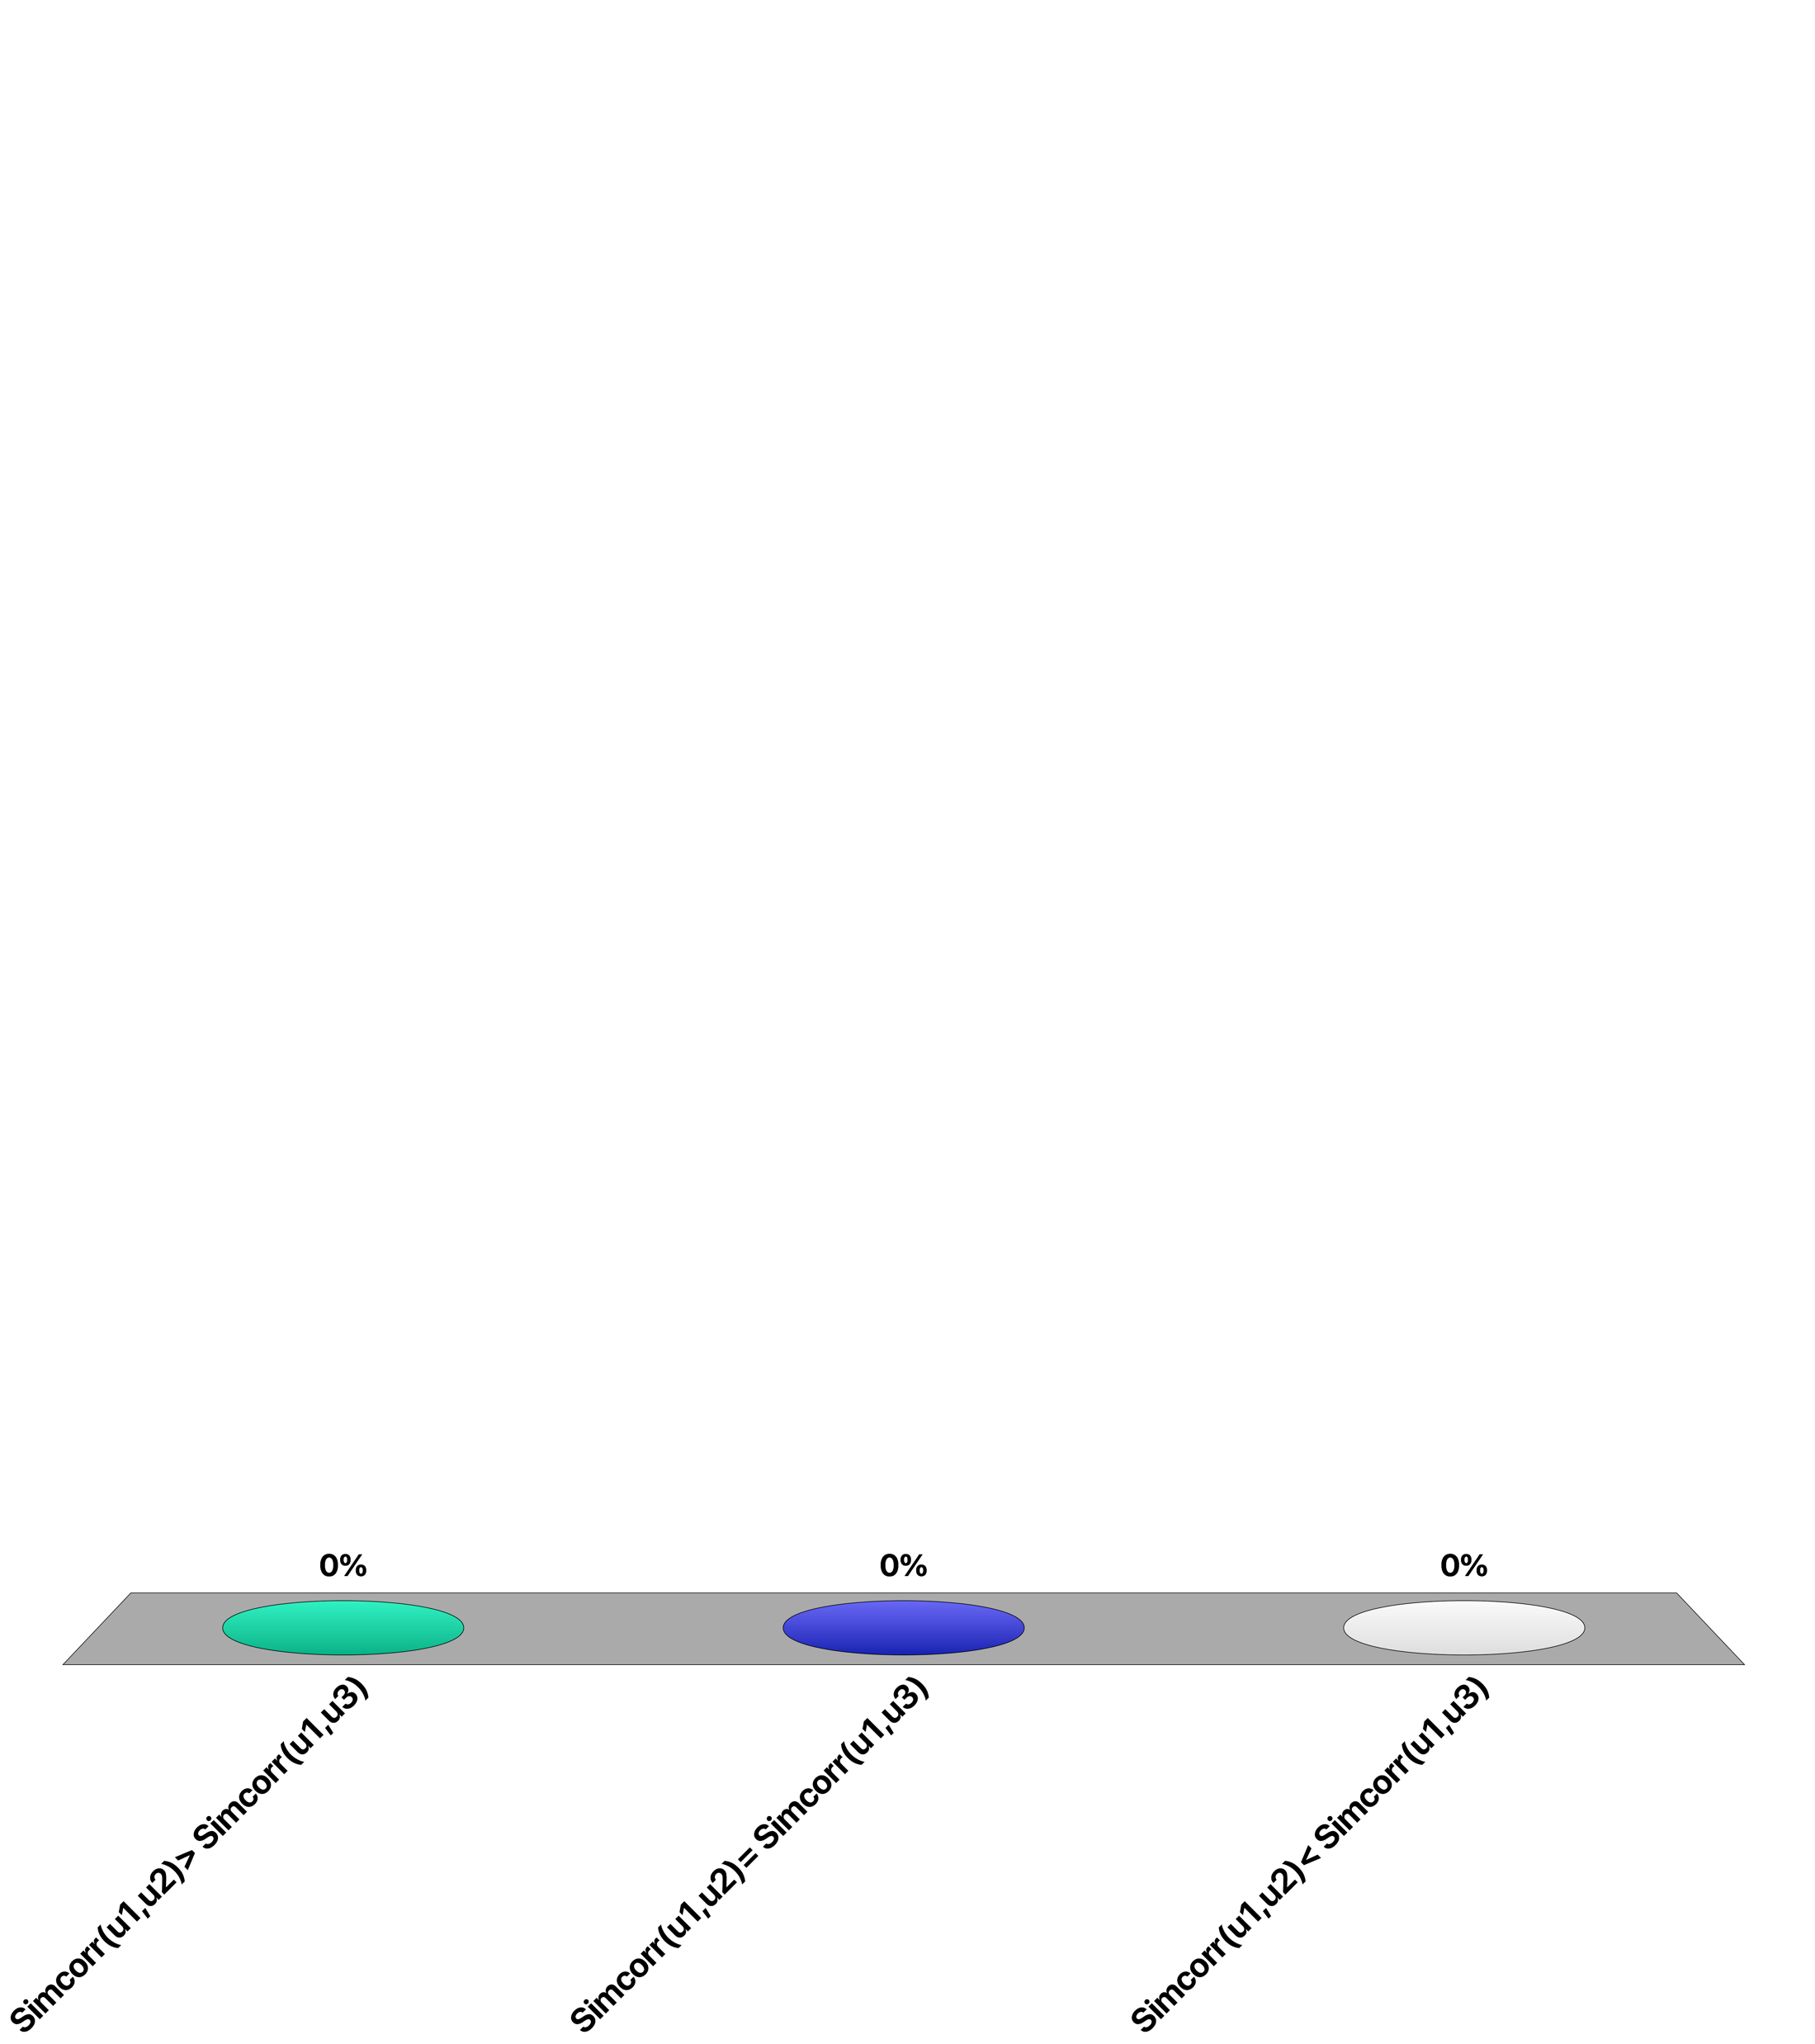 0%
0%
0%
Simcorr(u1,u2)> Simcorr(u1,u3)
Simcorr(u1,u2)= Simcorr(u1,u3)
Simcorr(u1,u2)< Simcorr(u1,u3)